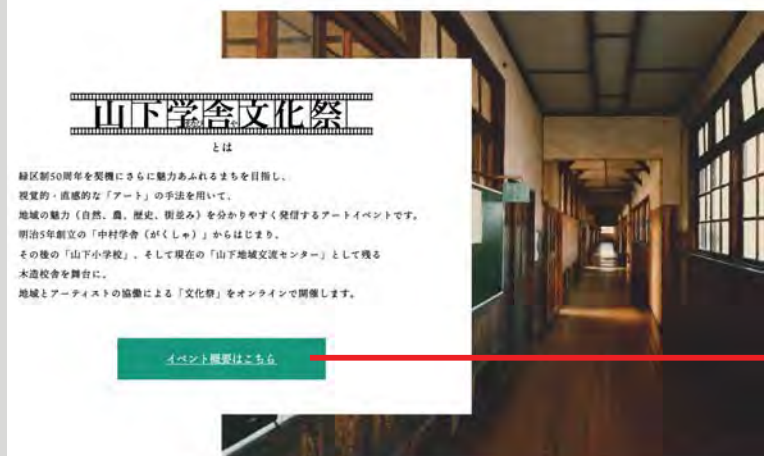 山下学舎文化祭
とは
緑区制50周年を契機にさらに魅力あふれるまちを目指し、
視覚的・直感的な「アート」の手法を用いて、
地域の魅力（自然、農、歴史、街並み）を分かりやすく発信するアートイベントです。
明治5年創立の「中村学舎（がくしゃ）」からはじまり、
その後の「山下小学校」、そして現在の「山下地域交流センター」として残る
木造校舎を舞台に、
地域とアーティストの協働による「文化祭」をオンラインで開催します。
イベント概要はこちら